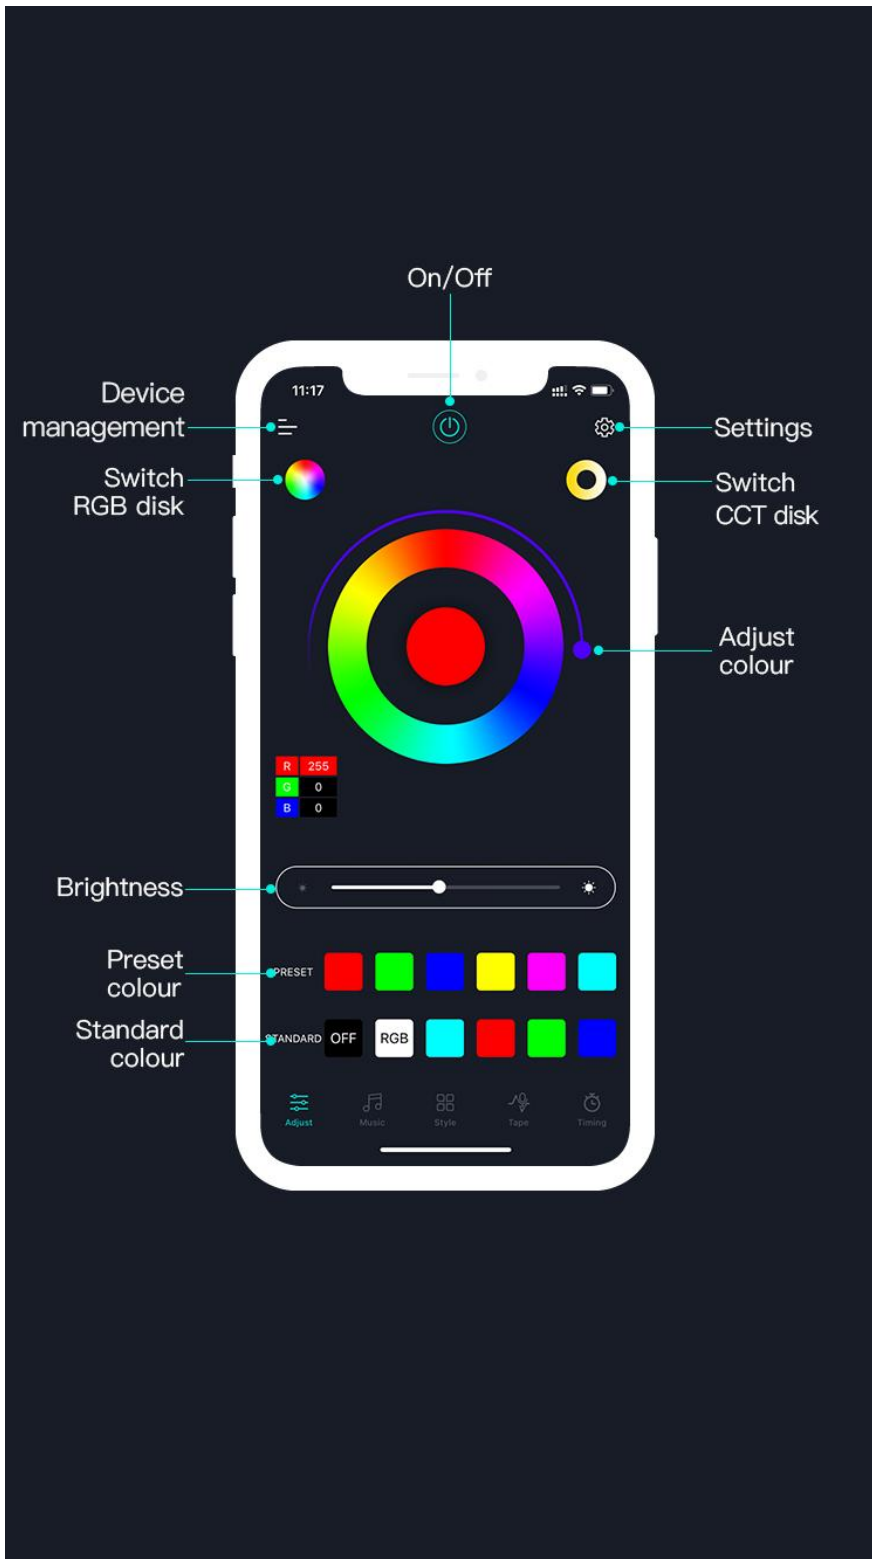 On/Off
11:17
Device
management
Settings
Switch
RGB disk
Switch
CCT disk
Adjust
colour
R 255
G 0
B 0
Brightness
Preset
colour
PRESET
Standard
colour
STANDARD OFF RGB
Adjust Music Style Tape Timing